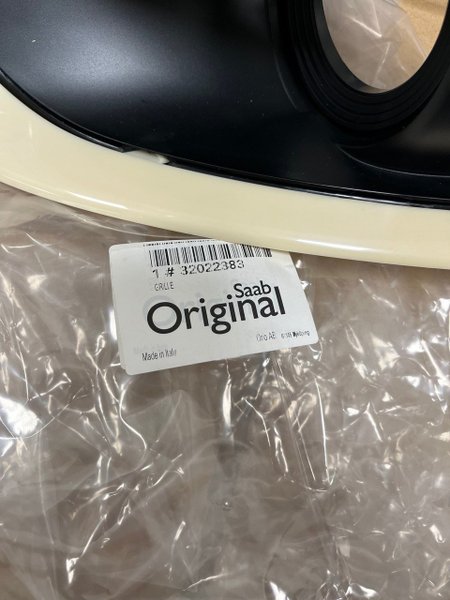 1 # 32022383
GRILLE
Saab
Original
Orio AB
Made in Italy